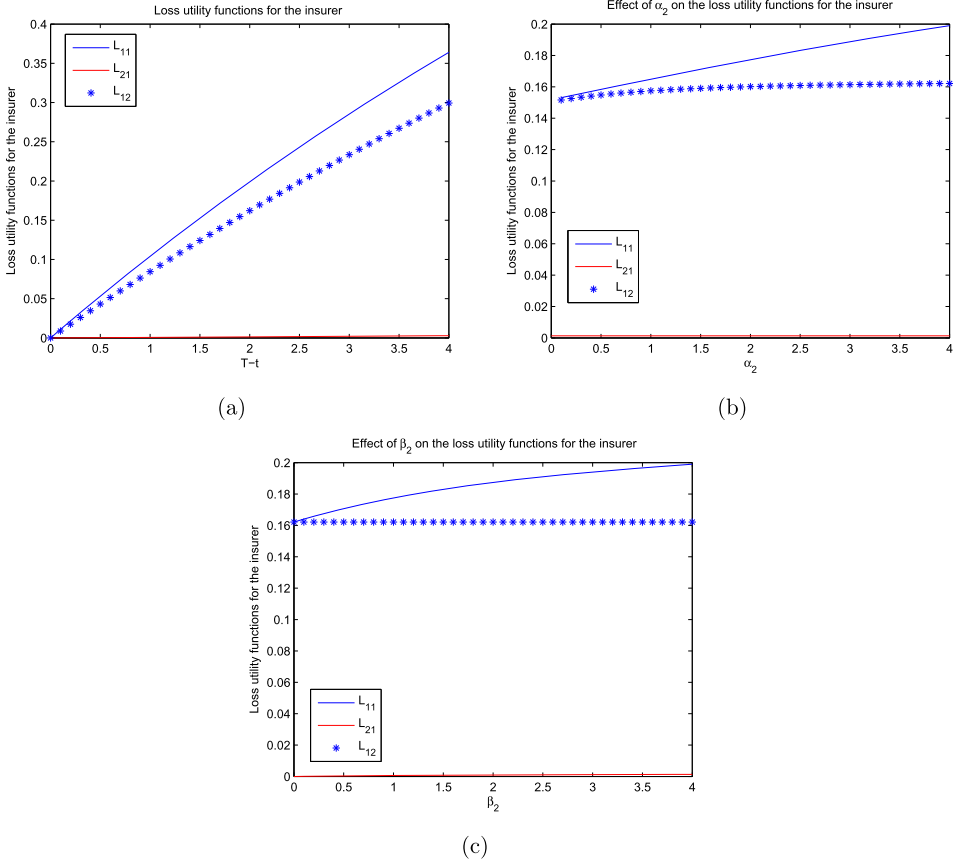 Loss utility functions for the insurer
Loss utility functions for the insurer
0.4
0.35
0.3
0.25
0.2
0.15
0.1
0.05
0
L11
L21
L12
0 0.5 1 1.5 2 2.5 3 3.5 4
T−t
(a)
Effect of α2 on the loss utility functions for the insurer
Loss utility functions for the insurer
0.2
0.18
0.16
0.14
0.12
0.1
0.08
0.06
0.04
0.02
0
L11
L21
L12
0 0.5 1 1.5 2 2.5 3 3.5 4
α2
(b)
Effect of β2 on the loss utility functions for the insurer
Loss utility functions for the insurer
0.2
0.18
0.16
0.14
0.12
0.1
0.08
0.06
0.04
0.02
0
L11
L21
L12
0 0.5 1 1.5 2 2.5 3 3.5 4
β2
(c)